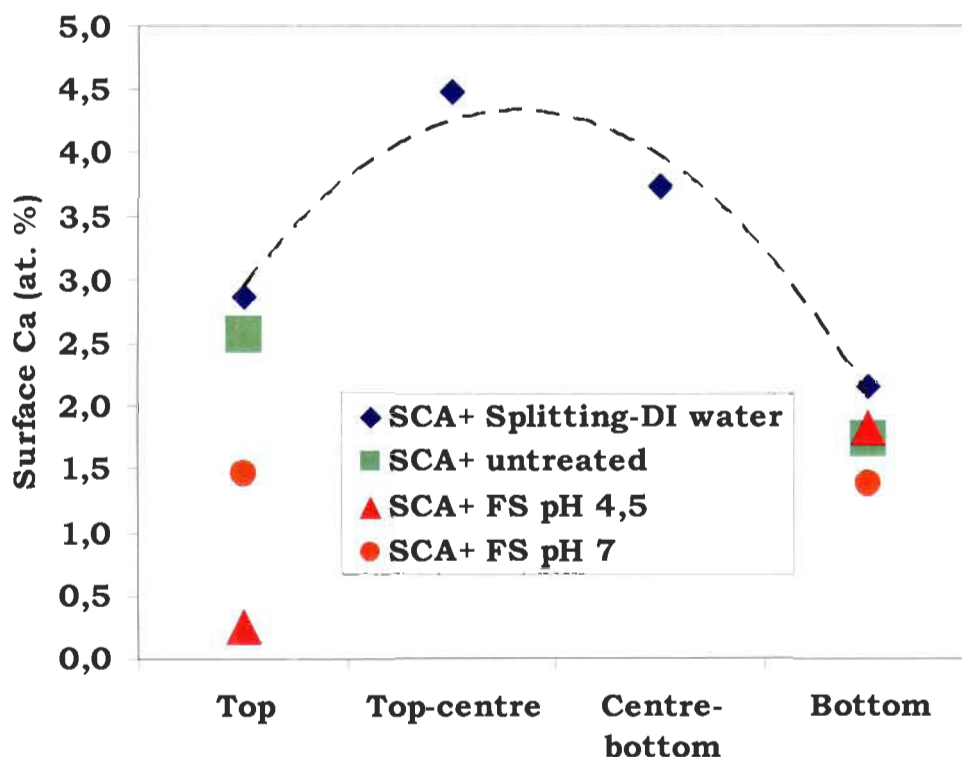 5,0
4,5
4,0
3,5
3,0
2,5
2,0
1,5
1,0
0,5
0,0
Surface Ca (at. %)
SCA+ Splitting-DI water
SCA+ untreated
SCA+ FS pH 4,5
SCA+ FS pH 7
Top
Top-centre
Centre-
bottom
Bottom